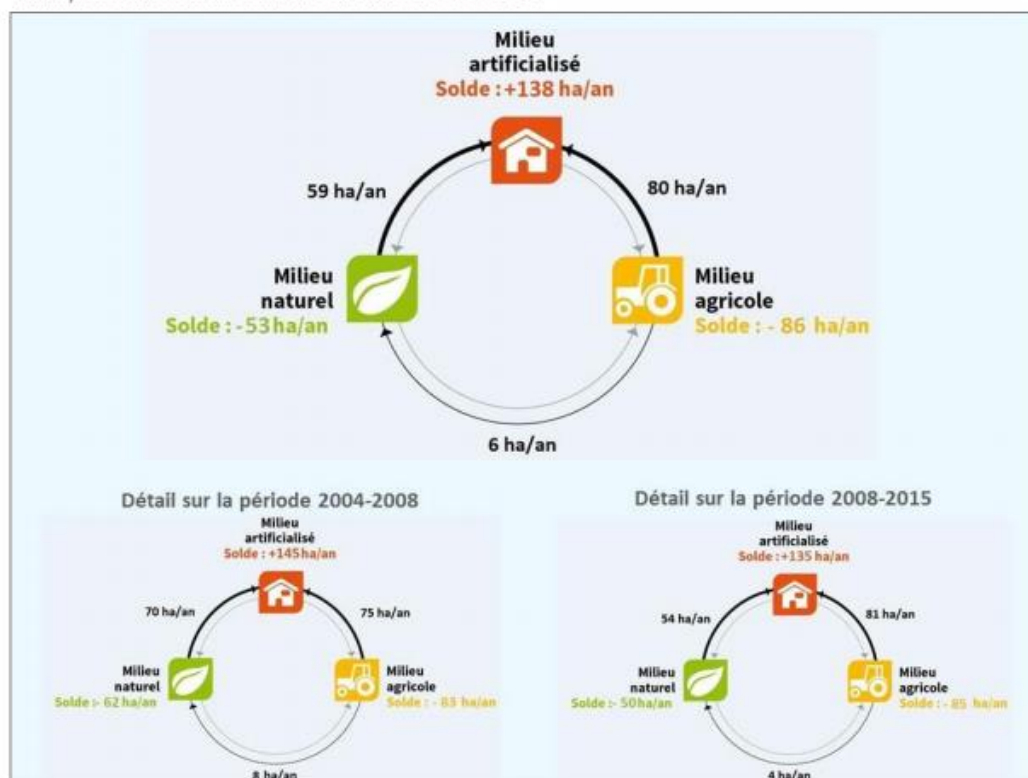 Milieu
artificialisé
Solde : +138 ha/an
59 ha/an
80 ha/an
Milieu
naturel
Solde : - 53 ha/an
Milieu
agricole
Solde : - 86 ha/an
6 ha/an
Détail sur la période 2004-2008
Milieu
artificialisé
Solde : +145 ha/an
70 ha/an
75 ha/an
Milieu
naturel
Solde :- 62 ha/an
Milieu
agricole
Solde : - 83 ha/an
8 ha/an
Détail sur la période 2008-2015
Milieu
artificialisé
Solde : +135 ha/an
54 ha/an
81 ha/an
Milieu
naturel
Solde :- 50 ha/an
Milieu
agricole
Solde : - 85 ha/an
4 ha/an